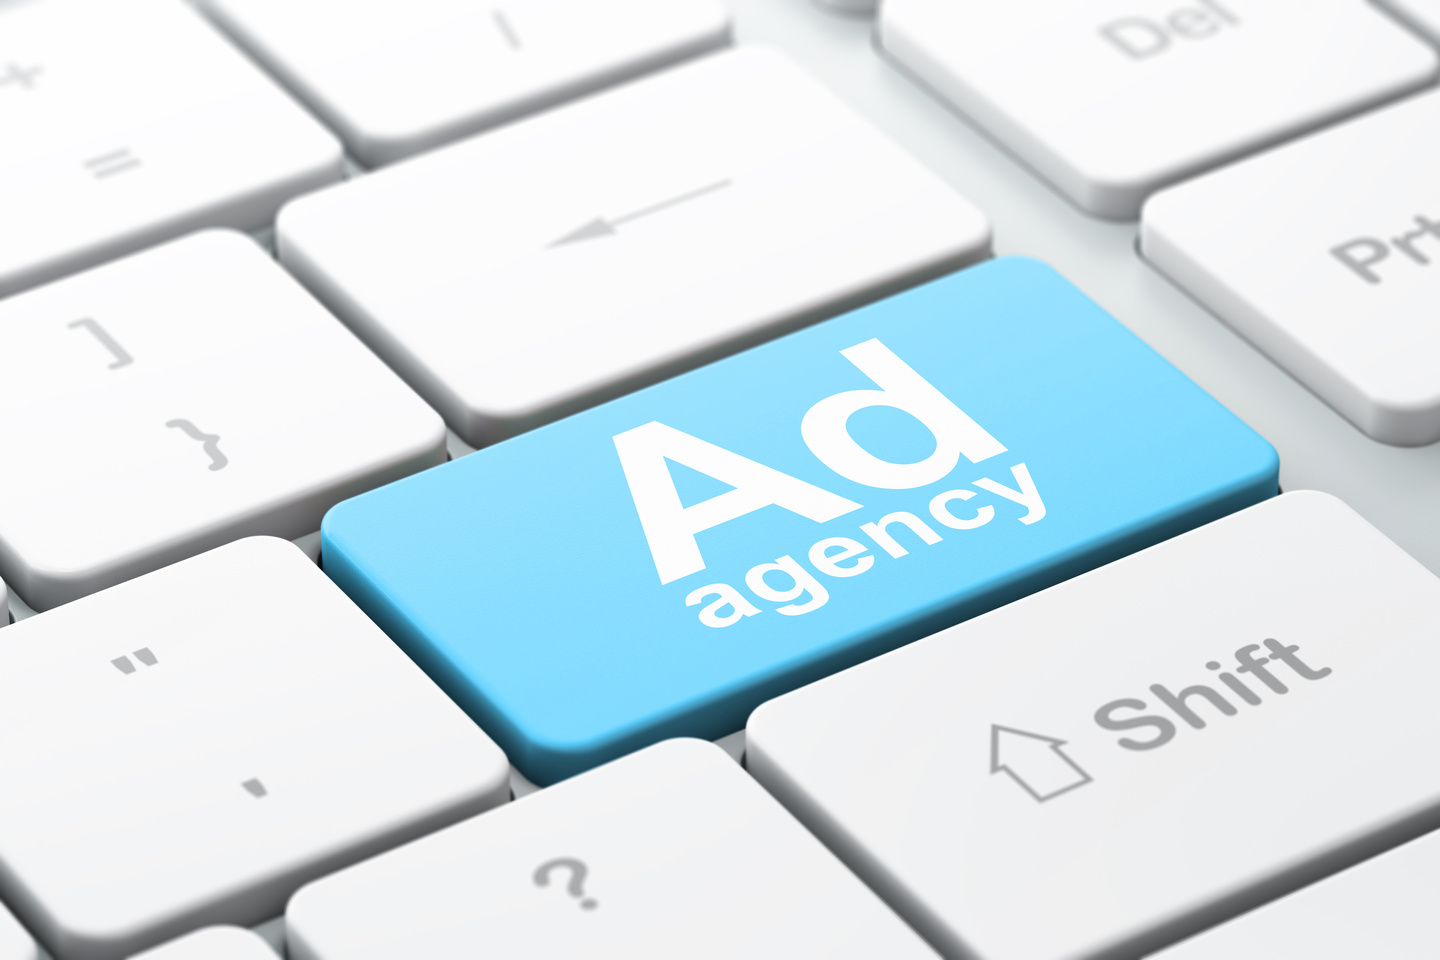 +
=
/
Del
Prt
]
}
Ad
agency
"
'
Shift
?